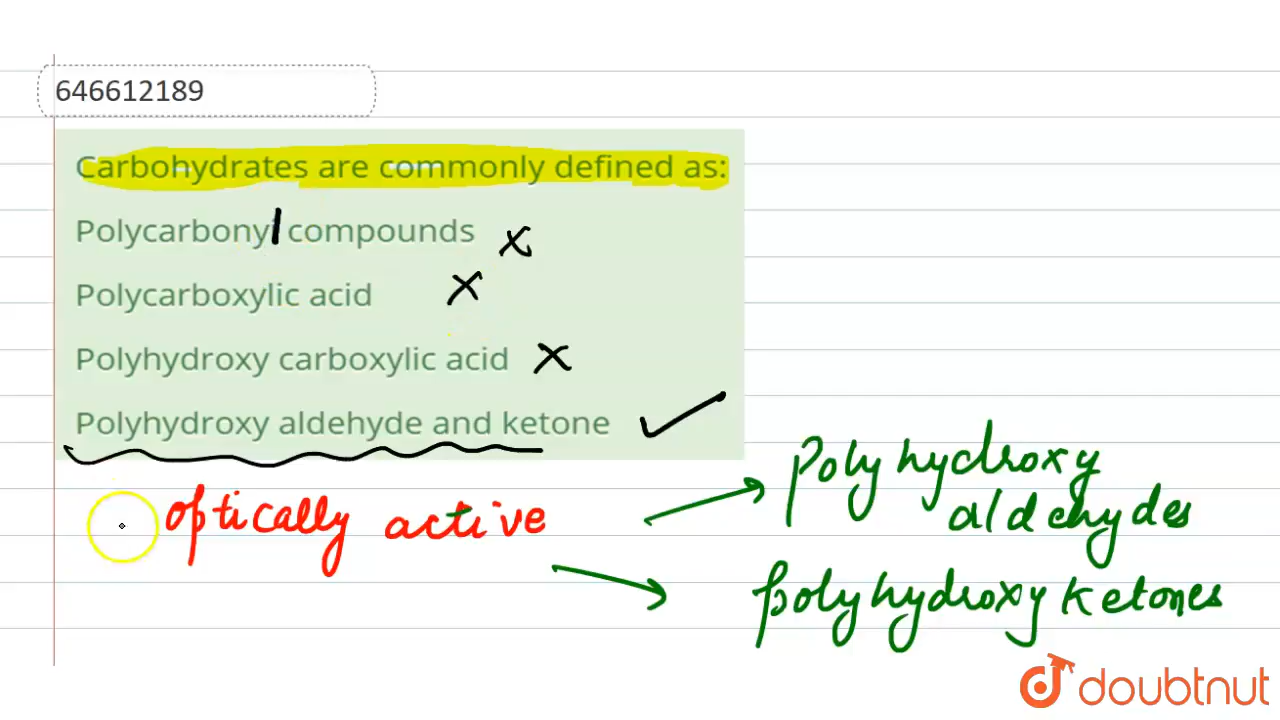 646612189
Carbohydrates are commonly defined as:
Polycarbonyl compounds
Polycarboxylic acid
Polyhydroxy carboxylic acid
Polyhydroxy aldehyde and ketone
optically active
Polyhydroxy
aldehydes
polyhydroxy ketones
doubtnut